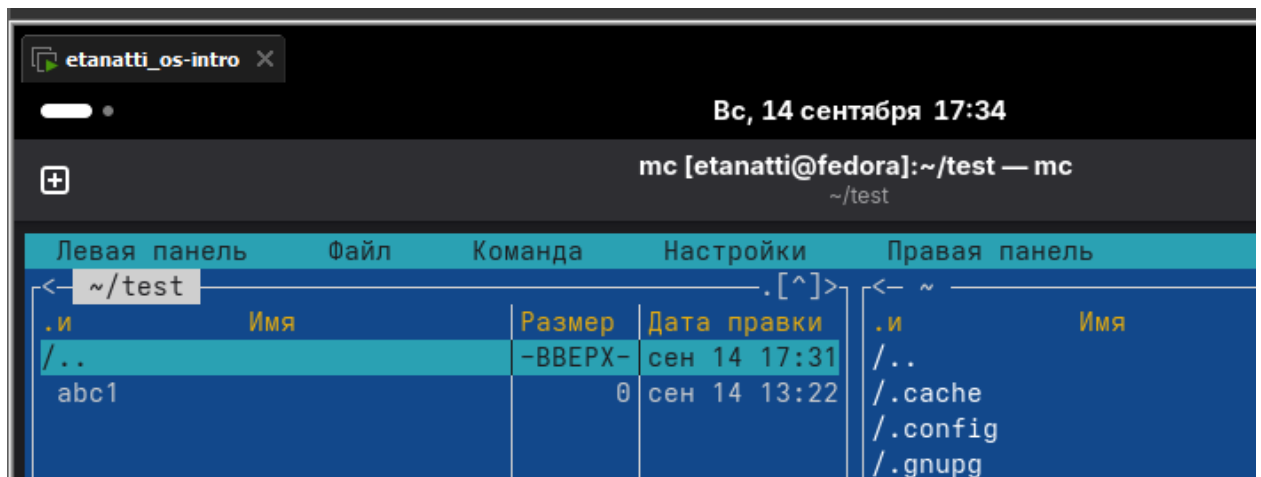 etanatti_os-intro
Вс, 14 сентября 17:34
mc [etanatti@fedora]:~/test — mc
~/test
Левая панель Файл Команда Настройки Правая панель
<— ~/test .[^]> <— ~
.и Имя Размер Дата правки .и Имя
/.. -ВВЕРХ- сен 14 17:31 /..
abc1 0 сен 14 13:22 /.cache
/.config
/.gnupg